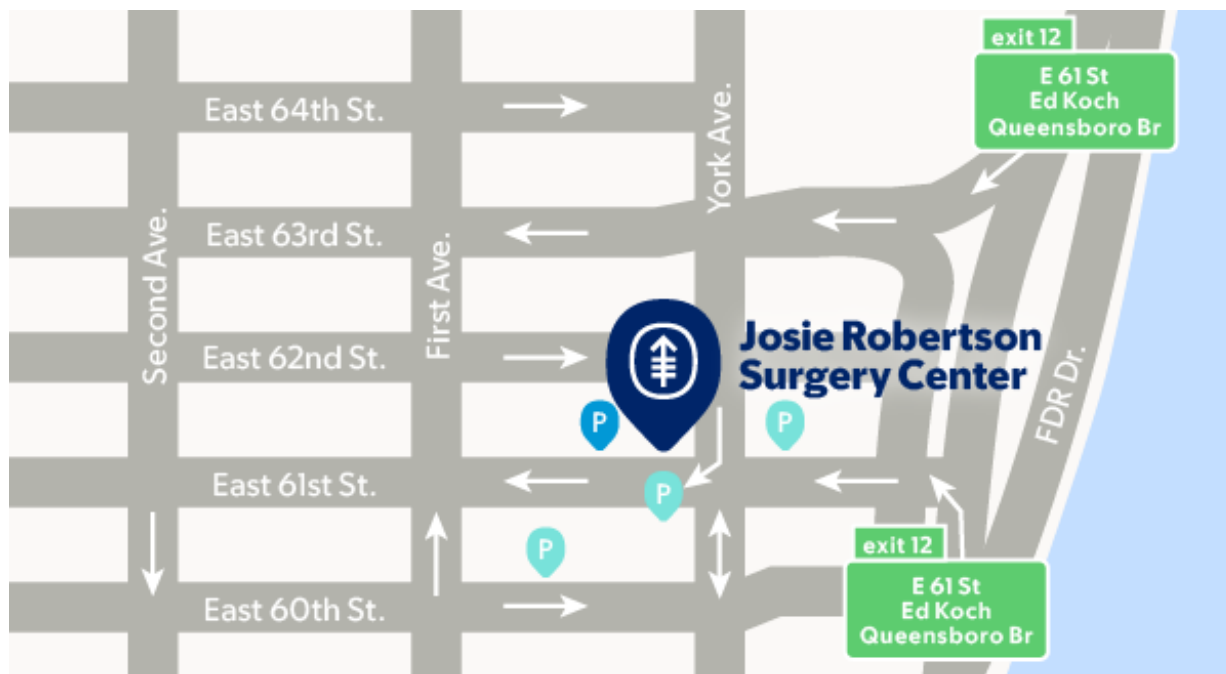 exit 12
E 61 St
Ed Koch
Queensboro Br
East 64th St.
York Ave.
East 63rd St.
Second Ave.
First Ave.
Josie Robertson
Surgery Center
East 62nd St.
FDR Dr.
P
P
East 61st St.
P
P
exit 12
E 61 St
Ed Koch
Queensboro Br
East 60th St.